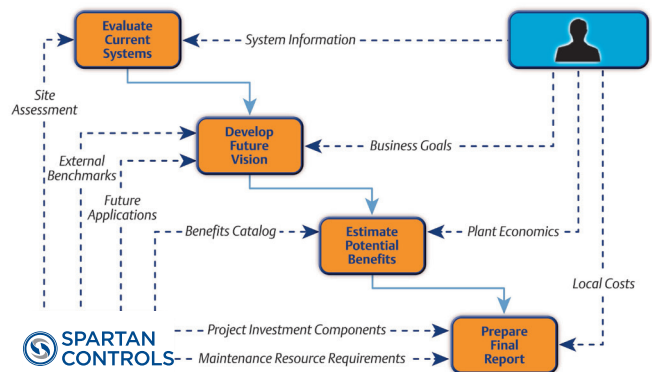 Evaluate
Current
Systems
System Information
Site
Assessment
Develop
Future
Vision
Business Goals
External
Benchmarks
Future
Applications
Benefits Catalog
Estimate
Potential
Benefits
Plant Economics
Local Costs
SPARTAN
CONTROLS
Project Investment Components
Maintenance Resource Requirements
Prepare
Final
Report